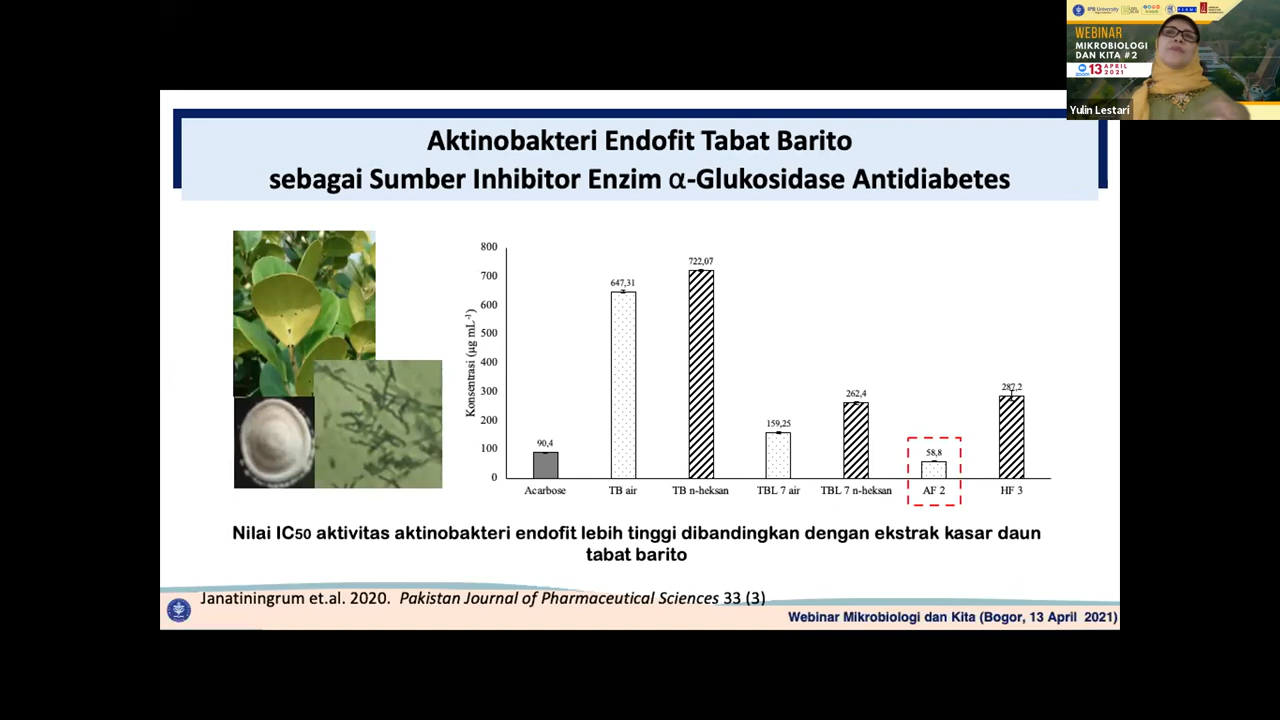 IPB University
WEBINAR
MIKROBIOLOGI
DAN KITA #2
zoom 13 APRIL 2021
Yulin Lestari
Aktinobakteri Endofit Tabat Barito
sebagai Sumber Inhibitor Enzim α-Glukosidase Antidiabetes
Konsentrasi (µg mL⁻¹)
800
700
600
500
400
300
200
100
0
90,4
647,31
722,07
159,25
262,4
58,8
287,2
Acarbose TB air TB n-heksan TBL 7 air TBL 7 n-heksan AF 2 HF 3
Nilai IC50 aktivitas aktinobakteri endofit lebih tinggi dibandingkan dengan ekstrak kasar daun
tabat barito
Janatiningrum et.al. 2020. Pakistan Journal of Pharmaceutical Sciences 33 (3)
Webinar Mikrobiologi dan Kita (Bogor, 13 April 2021)